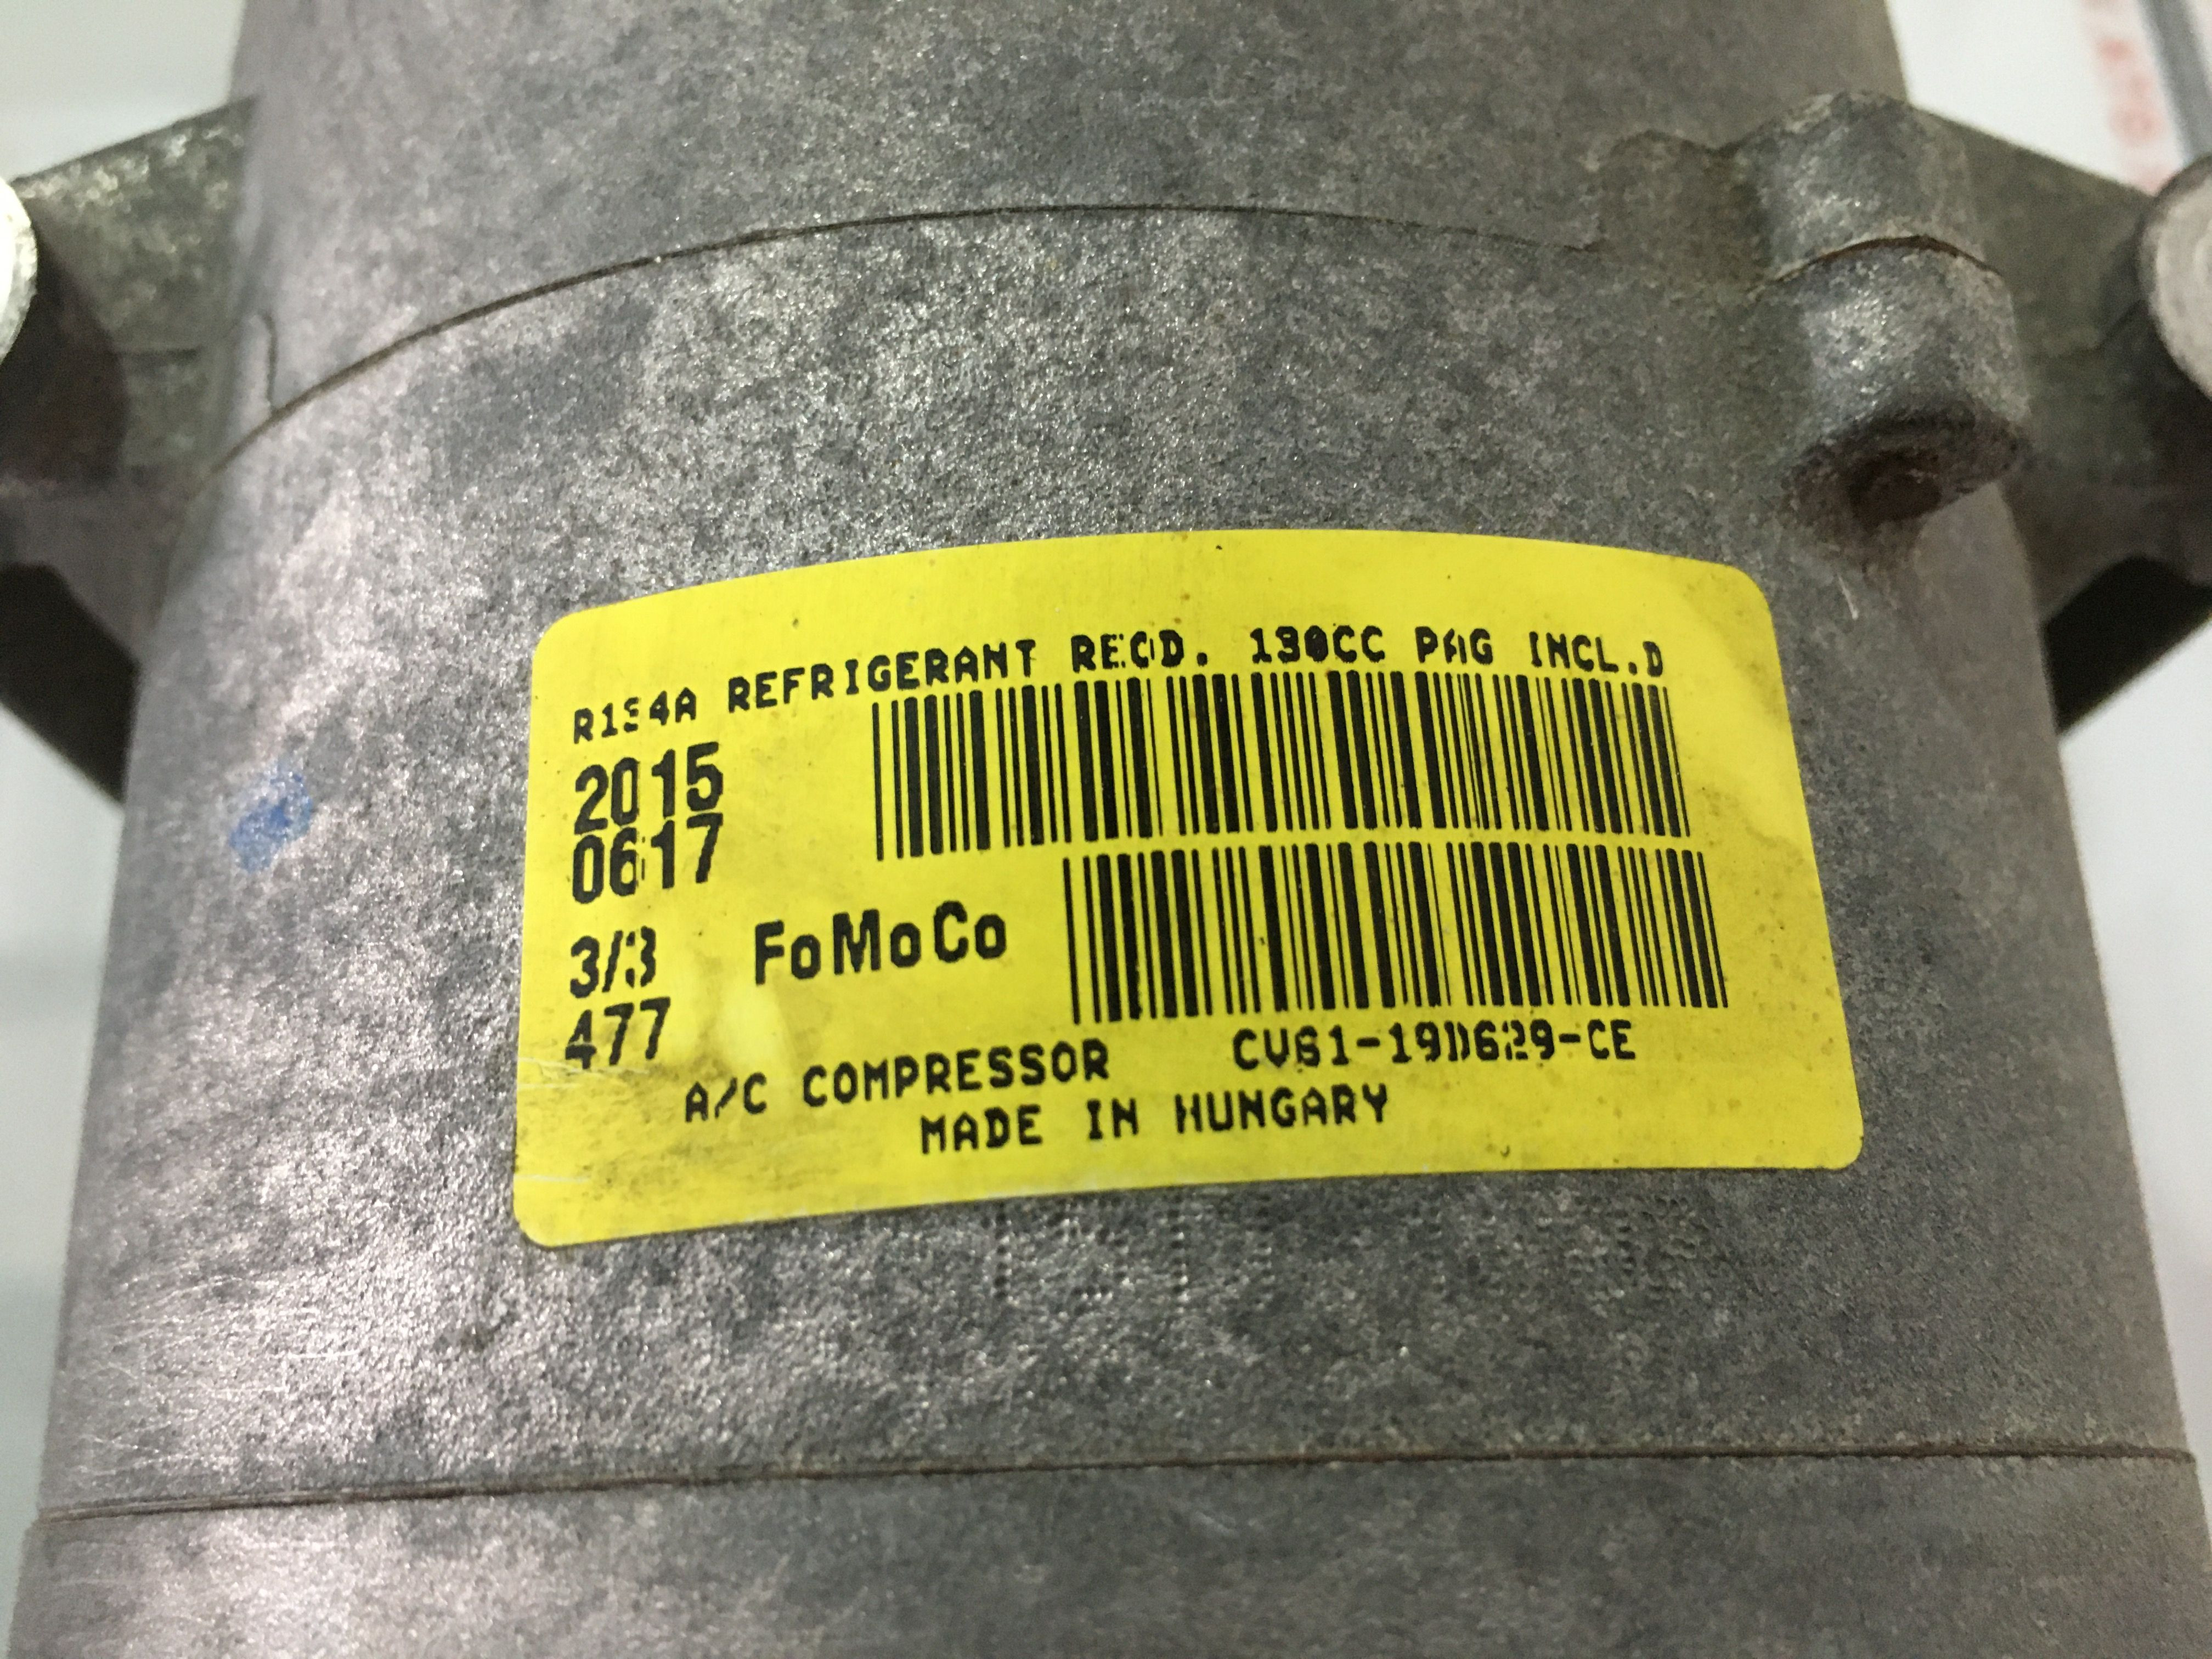 R134A REFRIGERANT REQD. 130CC PAG INCL.D
2015
0617
3/3 FoMoCo
477
A/C COMPRESSOR CV61-19D629-CE
MADE IN HUNGARY